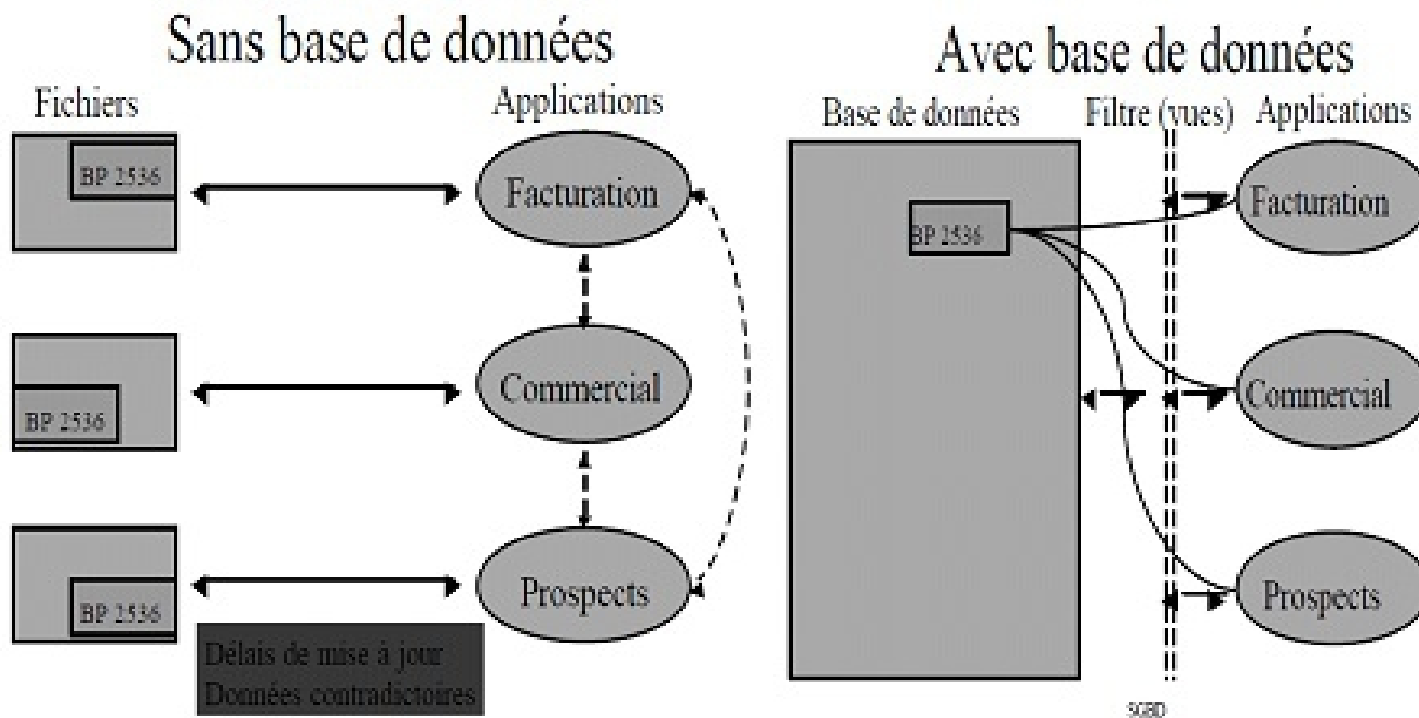 Sans base de données
Fichiers
Applications
BP 2536
Facturation
BP 2536
Commercial
BP 2536
Prospects
Délais de mise à jour
Données contradictoires
Avec base de données
Base de données
Filtre (vues)
Applications
BP 2536
Facturation
Commercial
Prospects
SGBD